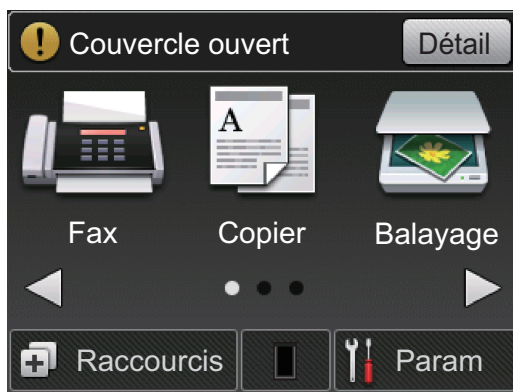 Couvercle ouvert Détail
A
Fax Copier Balayage
Raccourcis Param